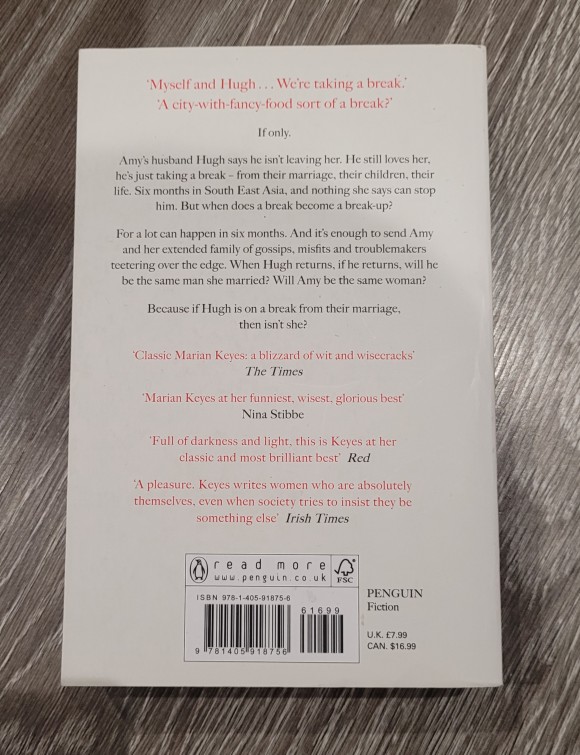 ‘Myself and Hugh . . . We’re taking a break.’
‘A city-with-fancy-food sort of a break?’
If only.
Amy’s husband Hugh says he isn’t leaving her. He still loves her,
he’s just taking a break – from their marriage, their children, their
life. Six months in South East Asia, and nothing she says can stop
him. But when does a break become a break-up?
For a lot can happen in six months. And it’s enough to send Amy
and her extended family of gossips, misfits and troublemakers
teetering over the edge. When Hugh returns, if he returns, will he
be the same man she married? Will Amy be the same woman?
Because if Hugh is on a break from their marriage,
then isn’t she?
‘Classic Marian Keyes: a blizzard of wit and wisecracks’
The Times
‘Marian Keyes at her funniest, wisest, glorious best’
Nina Stibbe
‘Full of darkness and light, this is Keyes at her
classic and most brilliant best’ Red
‘A pleasure. Keyes writes women who are absolutely
themselves, even when society tries to insist they be
something else’ Irish Times
read more
www.penguin.co.uk
FSC
ISBN 978-1-405-91875-6
61699
9 781405 918756
PENGUIN
Fiction
U.K. £7.99
CAN. $16.99